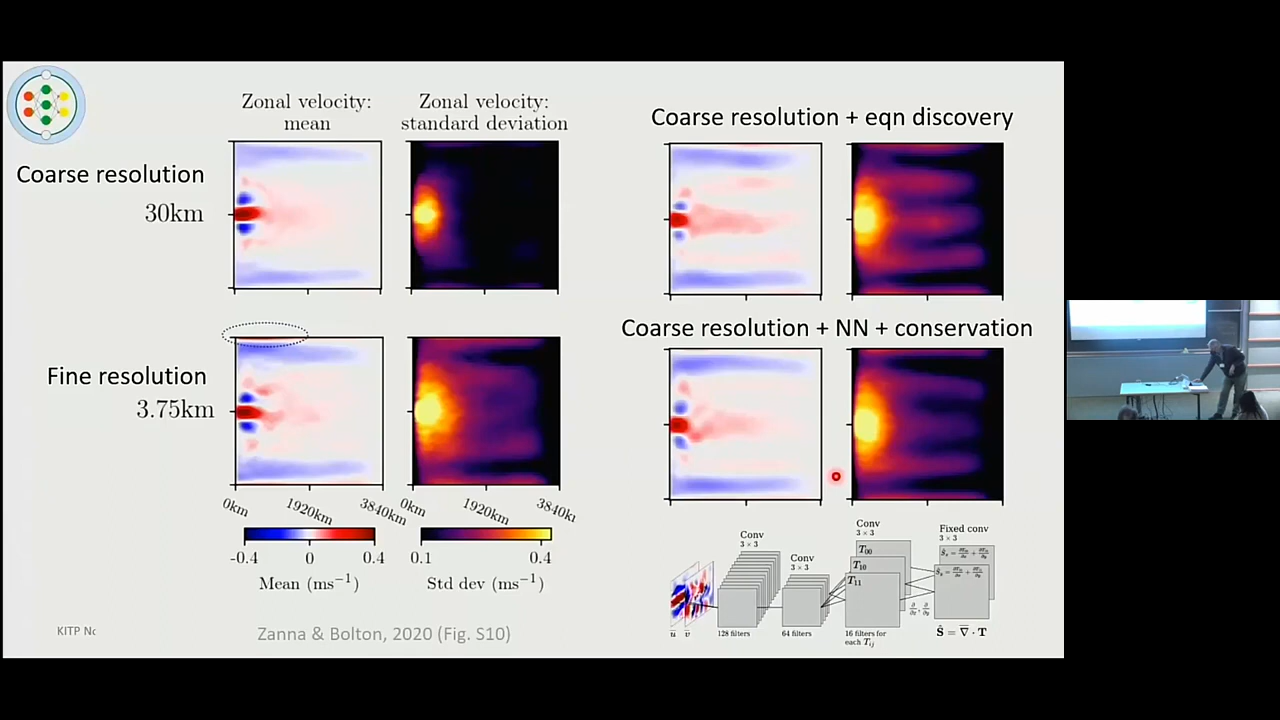 Zonal velocity:
mean
Zonal velocity:
standard deviation
Coarse resolution
30km
Fine resolution
3.75km
0km
1920km
3840km
0km
1920km
-0.4
0
0.4
Mean (ms⁻¹)
0.1
0.4
Std dev (ms⁻¹)
Coarse resolution + eqn discovery
Coarse resolution + NN + conservation
Conv
3 × 3
Conv
3 × 3
Conv
3 × 3
Fixed conv
3 × 3
T₀₀
T₁₀
T₁₁
128 filters
64 filters
16 filters for
each Tᵢⱼ
Ŝ = ∇̅ · T
KITP
Zanna & Bolton, 2020 (Fig. S10)